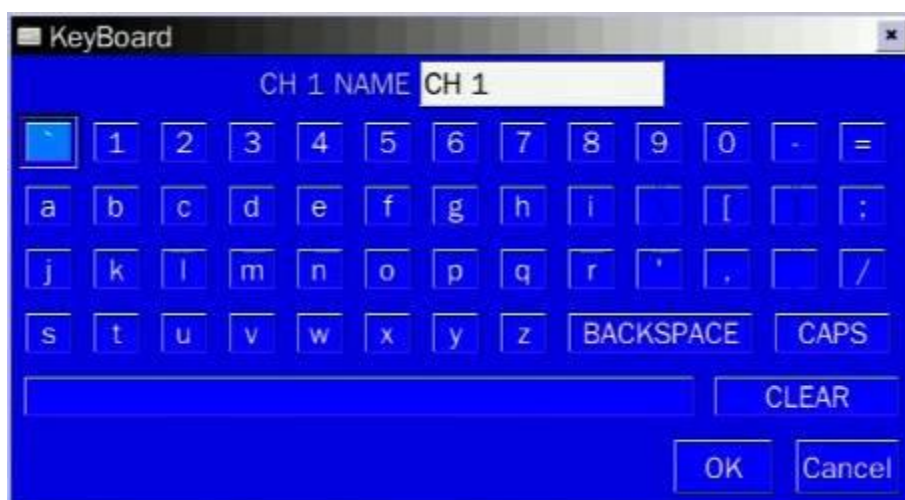 KeyBoard
CH 1 NAME CH 1
` 1 2 3 4 5 6 7 8 9 0 - =
a b c d e f g h i [ ;
j k l m n o p q r ' , /
s t u v w x y z BACKSPACE CAPS
CLEAR
OK Cancel